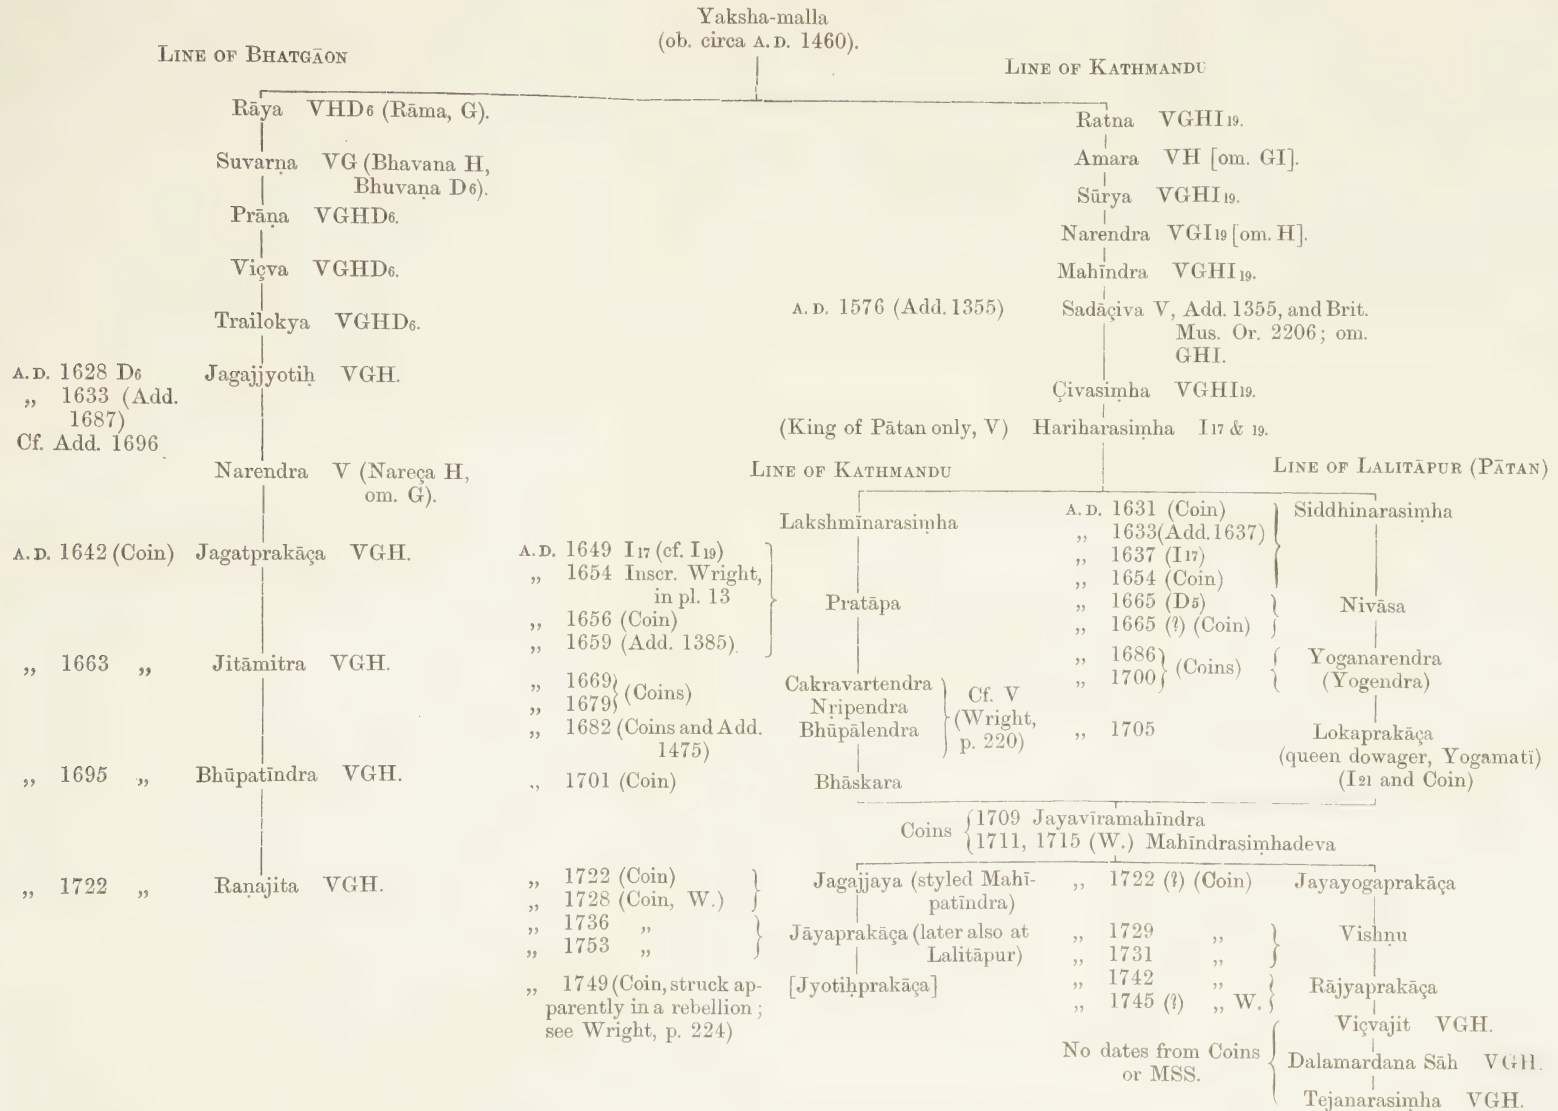 Yaksha-malla
(ob. circa A.D. 1460).
LINE OF BHATGĀON
Rāya VHD6 (Rāma, G).
Suvarṇa VG (Bhavana H,
Bhuvaṇa D6).
Prāṇa VGHD6.
Viçva VGHD6.
Trailokya VGHD6.
A.D. 1628 D6 Jagajjyotiḥ VGH.
„ 1633 (Add.
1687)
Cf. Add. 1696
Narendra V (Nareça H,
om. G).
A.D. 1642 (Coin) Jagatprakāça VGH.
„ 1663 „ Jitāmitra VGH.
„ 1695 „ Bhūpatīndra VGH.
„ 1722 „ Raṇajita VGH.
LINE OF KATHMANDU
Ratna VGHI19.
Amara VH [om. GI].
Sūrya VGHI19.
Narendra VGI19 [om. H].
Mahīndra VGHI19.
A.D. 1576 (Add. 1355) Sadāçiva V, Add. 1355, and Brit.
Mus. Or. 2206; om.
GHI.
Çivasiṃha VGHI19.
(King of Pātan only, V) Hariharasiṃha I17 & 19.
LINE OF KATHMANDU
Lakshmīnarasiṃha
A.D. 1649 I17 (cf. I19)
„ 1654 Inscr. Wright,
in pl. 13
Pratāpa
„ 1656 (Coin)
„ 1659 (Add. 1385).
„ 1669
„ 1679 (Coins)
„ 1682 (Coins and Add.
1475)
Cakravartendra
Nṛipendra
Bhūpālendra
Cf. V
(Wright,
p. 220)
„ 1701 (Coin) Bhāskara
LINE OF LALITĀPUR (PĀTAN)
A.D. 1631 (Coin) Siddhinarasiṃha
„ 1633(Add. 1637)
„ 1637 (I17)
„ 1654 (Coin)
„ 1665 (D5) Nivāsa
„ 1665 (?) (Coin)
„ 1686
„ 1700 (Coins)
Yoganarendra
(Yogendra)
„ 1705 Lokaprakāça
(queen dowager, Yogamatī)
(I21 and Coin)
Coins 1709 Jayavīramahīndra
1711, 1715 (W.) Mahīndrasiṃhadeva
„ 1722 (Coin) Jagajjaya (styled Mahī-
patīndra)
„ 1728 (Coin, W.)
„ 1736 „ Jāyaprakāça (later also at
Lalitāpur)
„ 1753 „
„ 1749 (Coin, struck ap-
parently in a rebellion;
see Wright, p. 224)
[Jyotiḥprakāça]
„ 1722 (?) (Coin) Jayayogaprakāça
„ 1729 „ Vishṇu
„ 1731 „
„ 1742 „ Rājyaprakāça
„ 1745 (?) „ W.
No dates from Coins
or MSS.
Viçvajit VGH.
Dalamardana Sāh VGH.
Tejanarasiṃha VGH.